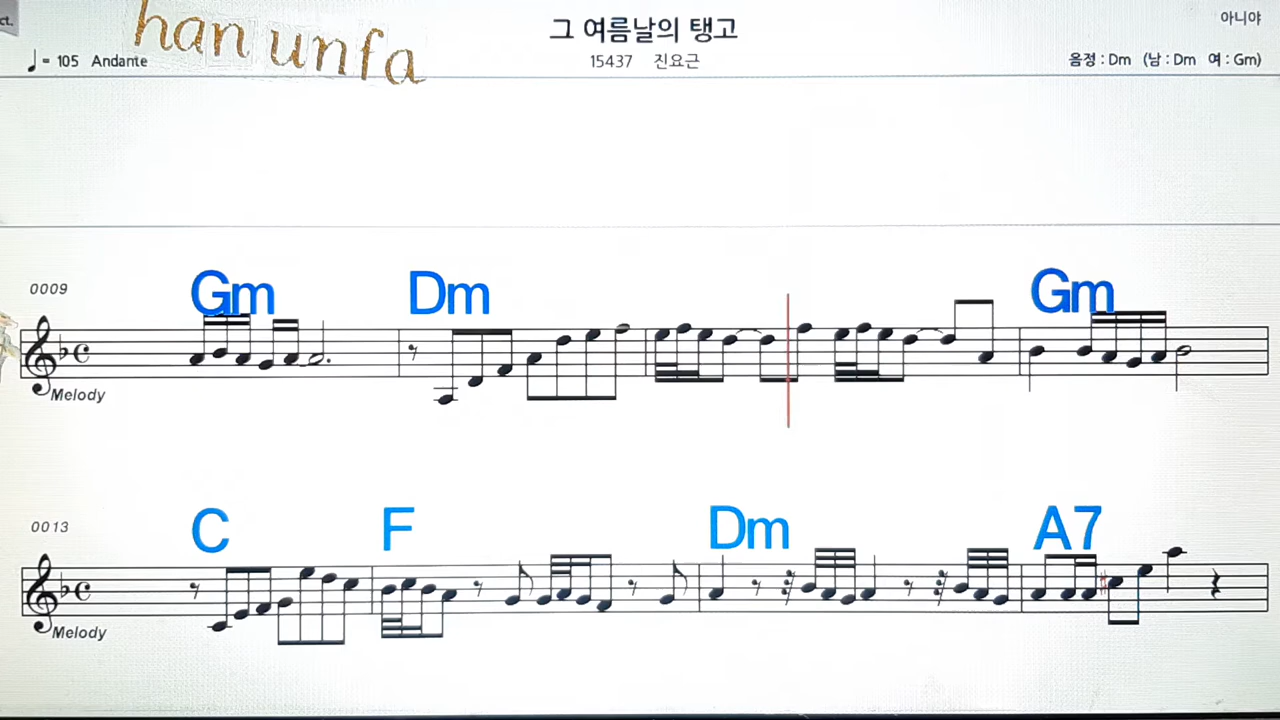 ct.
han unfa
그 여름날의 탱고
아니야
♩= 105 Andante
15437 진요근
음정 : Dm (남 : Dm 여 : Gm)
0009
Gm Dm Gm
Melody
0013
C F Dm A7
Melody